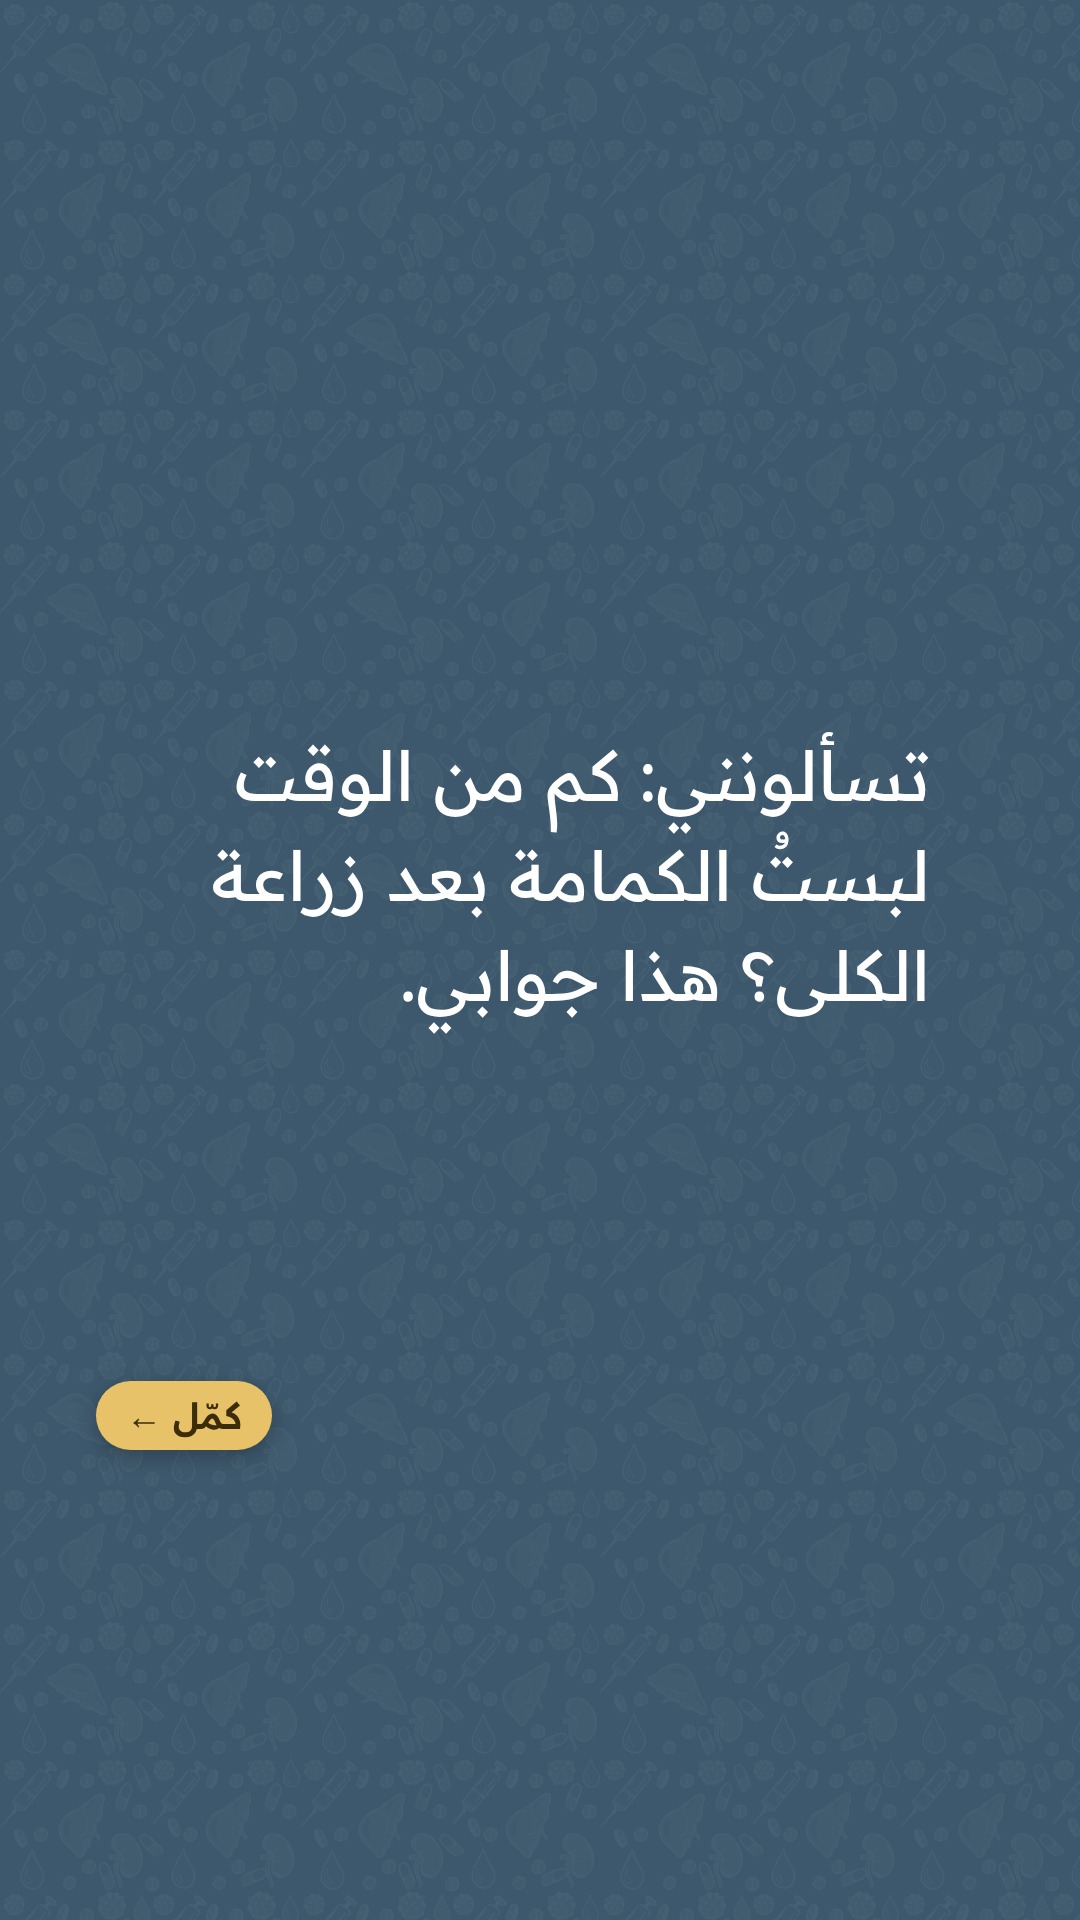 تسألونني: كم من الوقت
لبستُ الكمامة بعد زراعة
الكلى؟ هذا جوابي.
كمّل ←